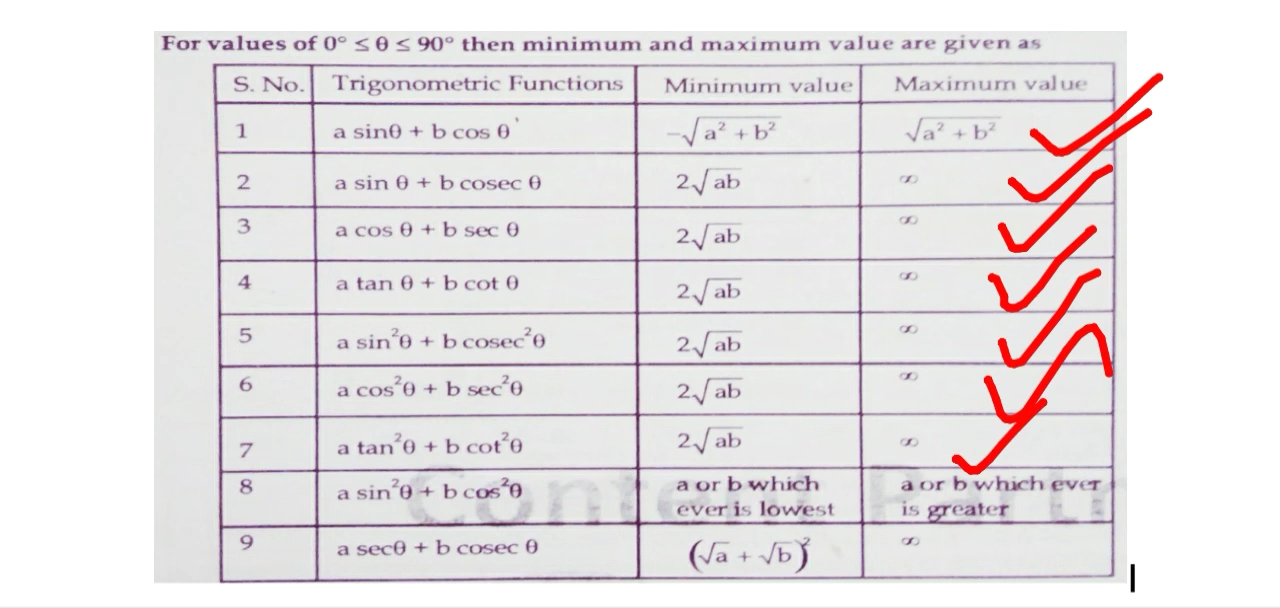 For values of 0° ≤ θ ≤ 90° then minimum and maximum value are given as
S. No. Trigonometric Functions Minimum value Maximum value
1 a sinθ + b cos θ -√(a² + b²) √(a² + b²)
2 a sin θ + b cosec θ 2√ab ∞
3 a cos θ + b sec θ 2√ab ∞
4 a tan θ + b cot θ 2√ab ∞
5 a sin²θ + b cosec²θ 2√ab ∞
6 a cos²θ + b sec²θ 2√ab ∞
7 a tan²θ + b cot²θ 2√ab ∞
8 a sin²θ + b cos²θ a or b which ever is lowest a or b which ever is greater
9 a secθ + b cosec θ (√a + √b)² ∞